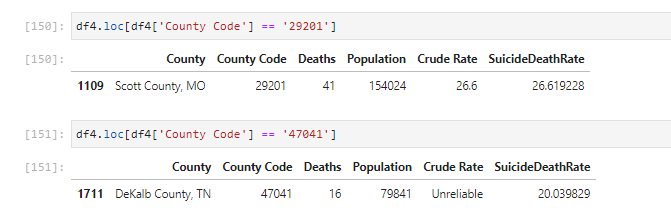 [150]: df4.loc[df4['County Code'] == '29201']
[150]: County County Code Deaths Population Crude Rate SuicideDeathRate
1109 Scott County, MO 29201 41 154024 26.6 26.619228
[151]: df4.loc[df4['County Code'] == '47041']
[151]: County County Code Deaths Population Crude Rate SuicideDeathRate
1711 DeKalb County, TN 47041 16 79841 Unreliable 20.039829